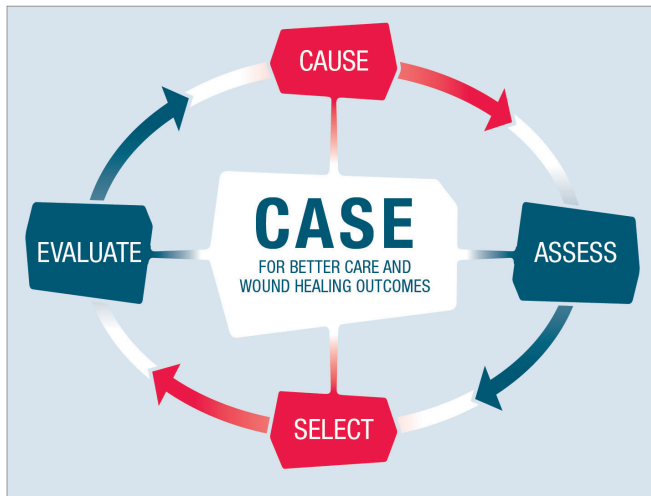 CAUSE
CASE
FOR BETTER CARE AND
WOUND HEALING OUTCOMES
EVALUATE
ASSESS
SELECT